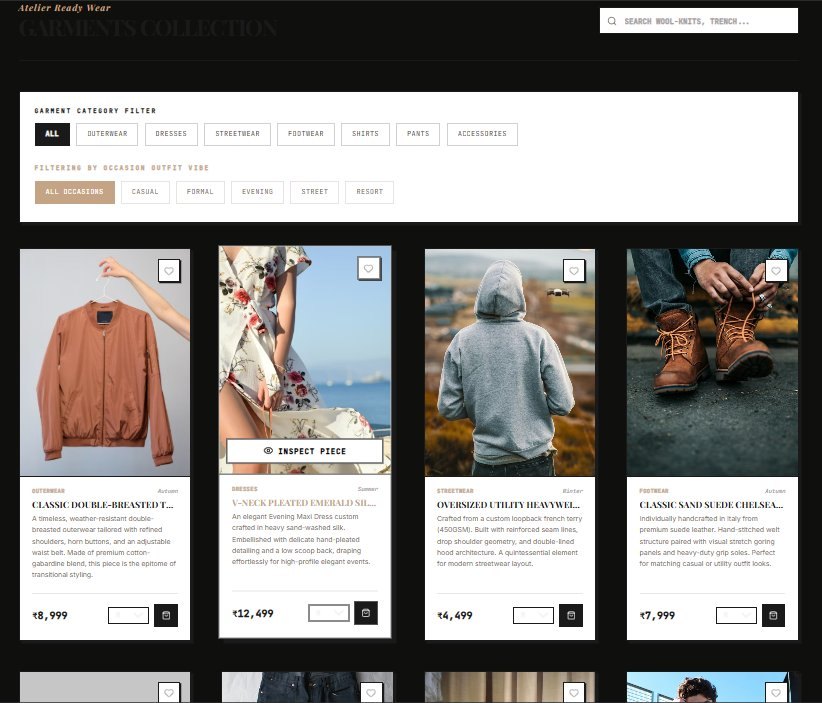 Atelier Ready Wear
GARMENTS COLLECTION
SEARCH WOOL-KNITS, TRENCH...
GARMENT CATEGORY FILTER
ALL
OUTERWEAR
DRESSES
STREETWEAR
FOOTWEAR
SHIRTS
PANTS
ACCESSORIES
FILTERING BY OCCASION OUTFIT VIBE
ALL OCCASIONS
CASUAL
FORMAL
EVENING
STREET
RESORT
OUTERWEAR
Autumn
CLASSIC DOUBLE-BREASTED T...
A timeless, weather-resistant double-
breasted outerwear tailored with refined
shoulders, horn buttons, and an adjustable
waist belt. Made of premium cotton-
gabardine blend, this piece is the epitome of
transitional styling.
₹8,999
INSPECT PIECE
DRESSES
Summer
V-NECK PLEATED EMERALD SIL...
An elegant Evening Maxi Dress custom
crafted in heavy sand-washed silk.
Embellished with delicate hand-pleated
detailing and a low scoop back, draping
effortlessly for high-profile elegant events.
₹12,499
STREETWEAR
Winter
OVERSIZED UTILITY HEAVYWEI...
Crafted from a custom loopback french terry
(450GSM). Built with reinforced seam lines,
drop shoulder geometry, and double-lined
hood architecture. A quintessential element
for modern streetwear layout.
₹4,499
FOOTWEAR
Autumn
CLASSIC SAND SUEDE CHELSEA...
Individually handcrafted in Italy from
premium suede leather. Hand-stitched welt
structure paired with visual stretch goring
panels and heavy-duty grip soles. Perfect
for matching casual or utility outfit looks.
₹7,999